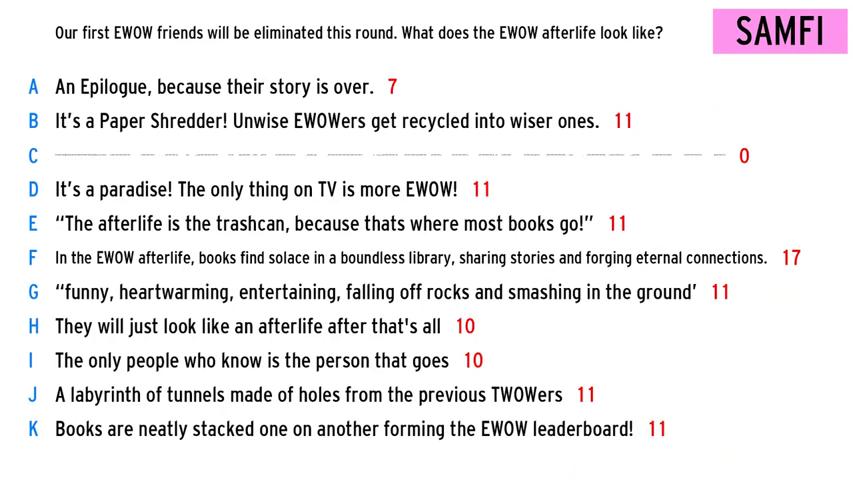 Our first EWOW friends will be eliminated this round. What does the EWOW afterlife look like?
SAMFI
A An Epilogue, because their story is over. 7
B It's a Paper Shredder! Unwise EWOWers get recycled into wiser ones. 11
C 0
D It's a paradise! The only thing on TV is more EWOW! 11
E “The afterlife is the trashcan, because thats where most books go!” 11
F In the EWOW afterlife, books find solace in a boundless library, sharing stories and forging eternal connections. 17
G “funny, heartwarming, entertaining, falling off rocks and smashing in the ground’ 11
H They will just look like an afterlife after that's all 10
I The only people who know is the person that goes 10
J A labyrinth of tunnels made of holes from the previous TWOWers 11
K Books are neatly stacked one on another forming the EWOW leaderboard! 11